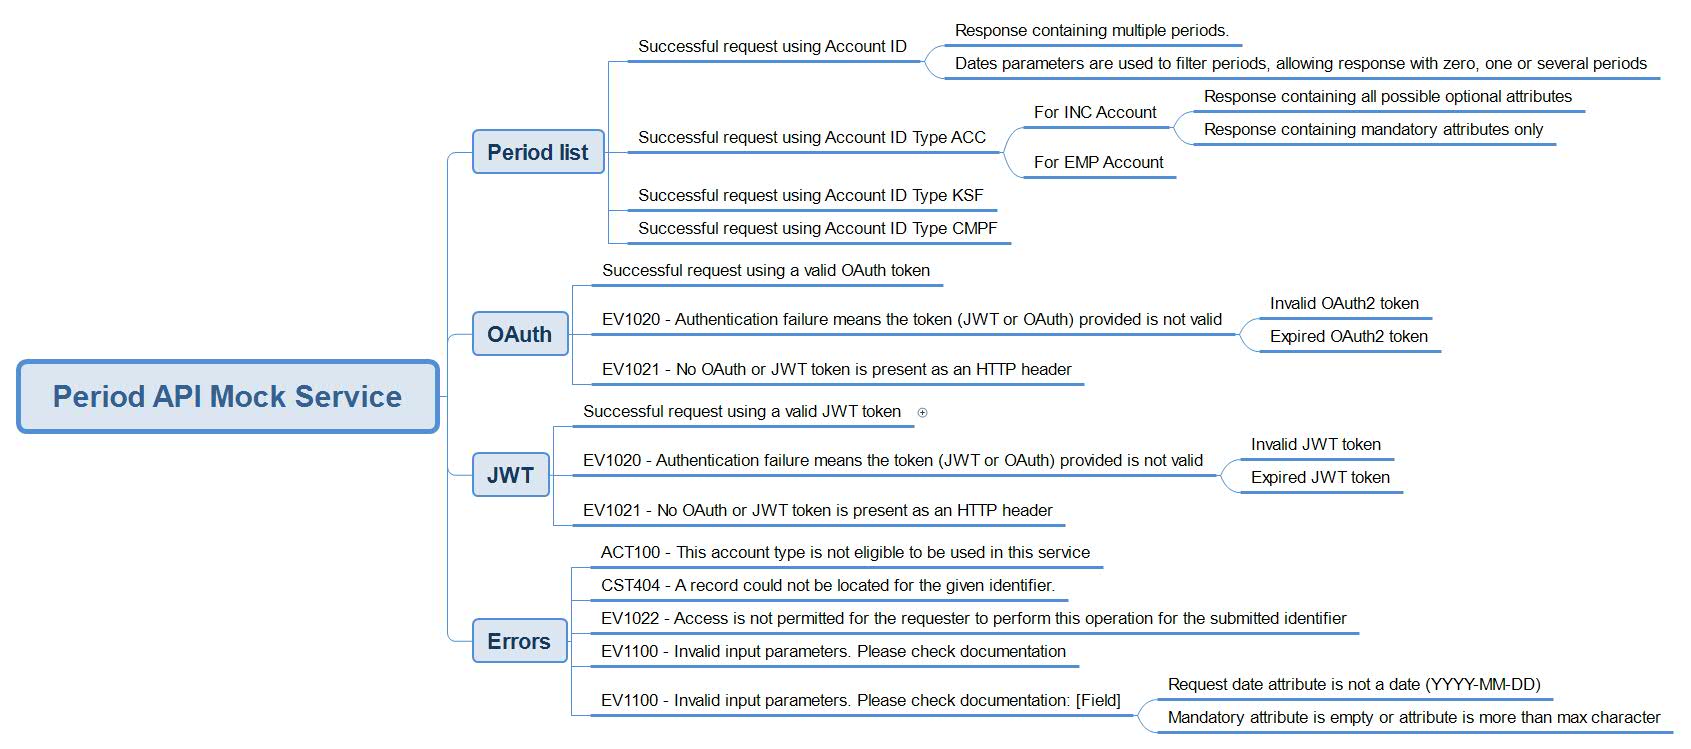 Period API Mock Service
Period list
Successful request using Account ID
Response containing multiple periods.
Dates parameters are used to filter periods, allowing response with zero, one or several periods
Successful request using Account ID Type ACC
For INC Account
Response containing all possible optional attributes
Response containing mandatory attributes only
For EMP Account
Successful request using Account ID Type KSF
Successful request using Account ID Type CMPF
OAuth
Successful request using a valid OAuth token
EV1020 - Authentication failure means the token (JWT or OAuth) provided is not valid
Invalid OAuth2 token
Expired OAuth2 token
EV1021 - No OAuth or JWT token is present as an HTTP header
JWT
Successful request using a valid JWT token
EV1020 - Authentication failure means the token (JWT or OAuth) provided is not valid
Invalid JWT token
Expired JWT token
EV1021 - No OAuth or JWT token is present as an HTTP header
Errors
ACT100 - This account type is not eligible to be used in this service
CST404 - A record could not be located for the given identifier.
EV1022 - Access is not permitted for the requester to perform this operation for the submitted identifier
EV1100 - Invalid input parameters. Please check documentation
EV1100 - Invalid input parameters. Please check documentation: [Field]
Request date attribute is not a date (YYYY-MM-DD)
Mandatory attribute is empty or attribute is more than max character